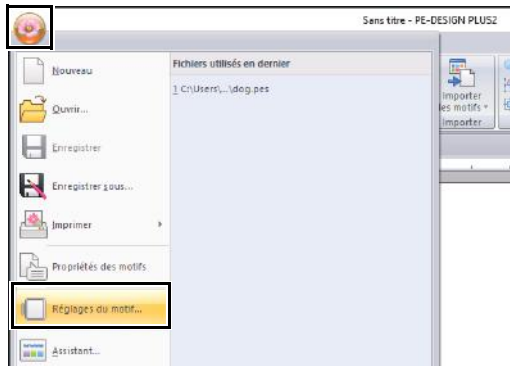 Sans titre - PE-DESIGN PLUS2
Nouveau
Ouvrir...
Enregistrer
Enregistrer sous...
Imprimer
Propriétés des motifs
Réglages du motif...
Assistant...
Fichiers utilisés en dernier
1 C:\Users\...\dog.pes
Importer
des motifs
Importer